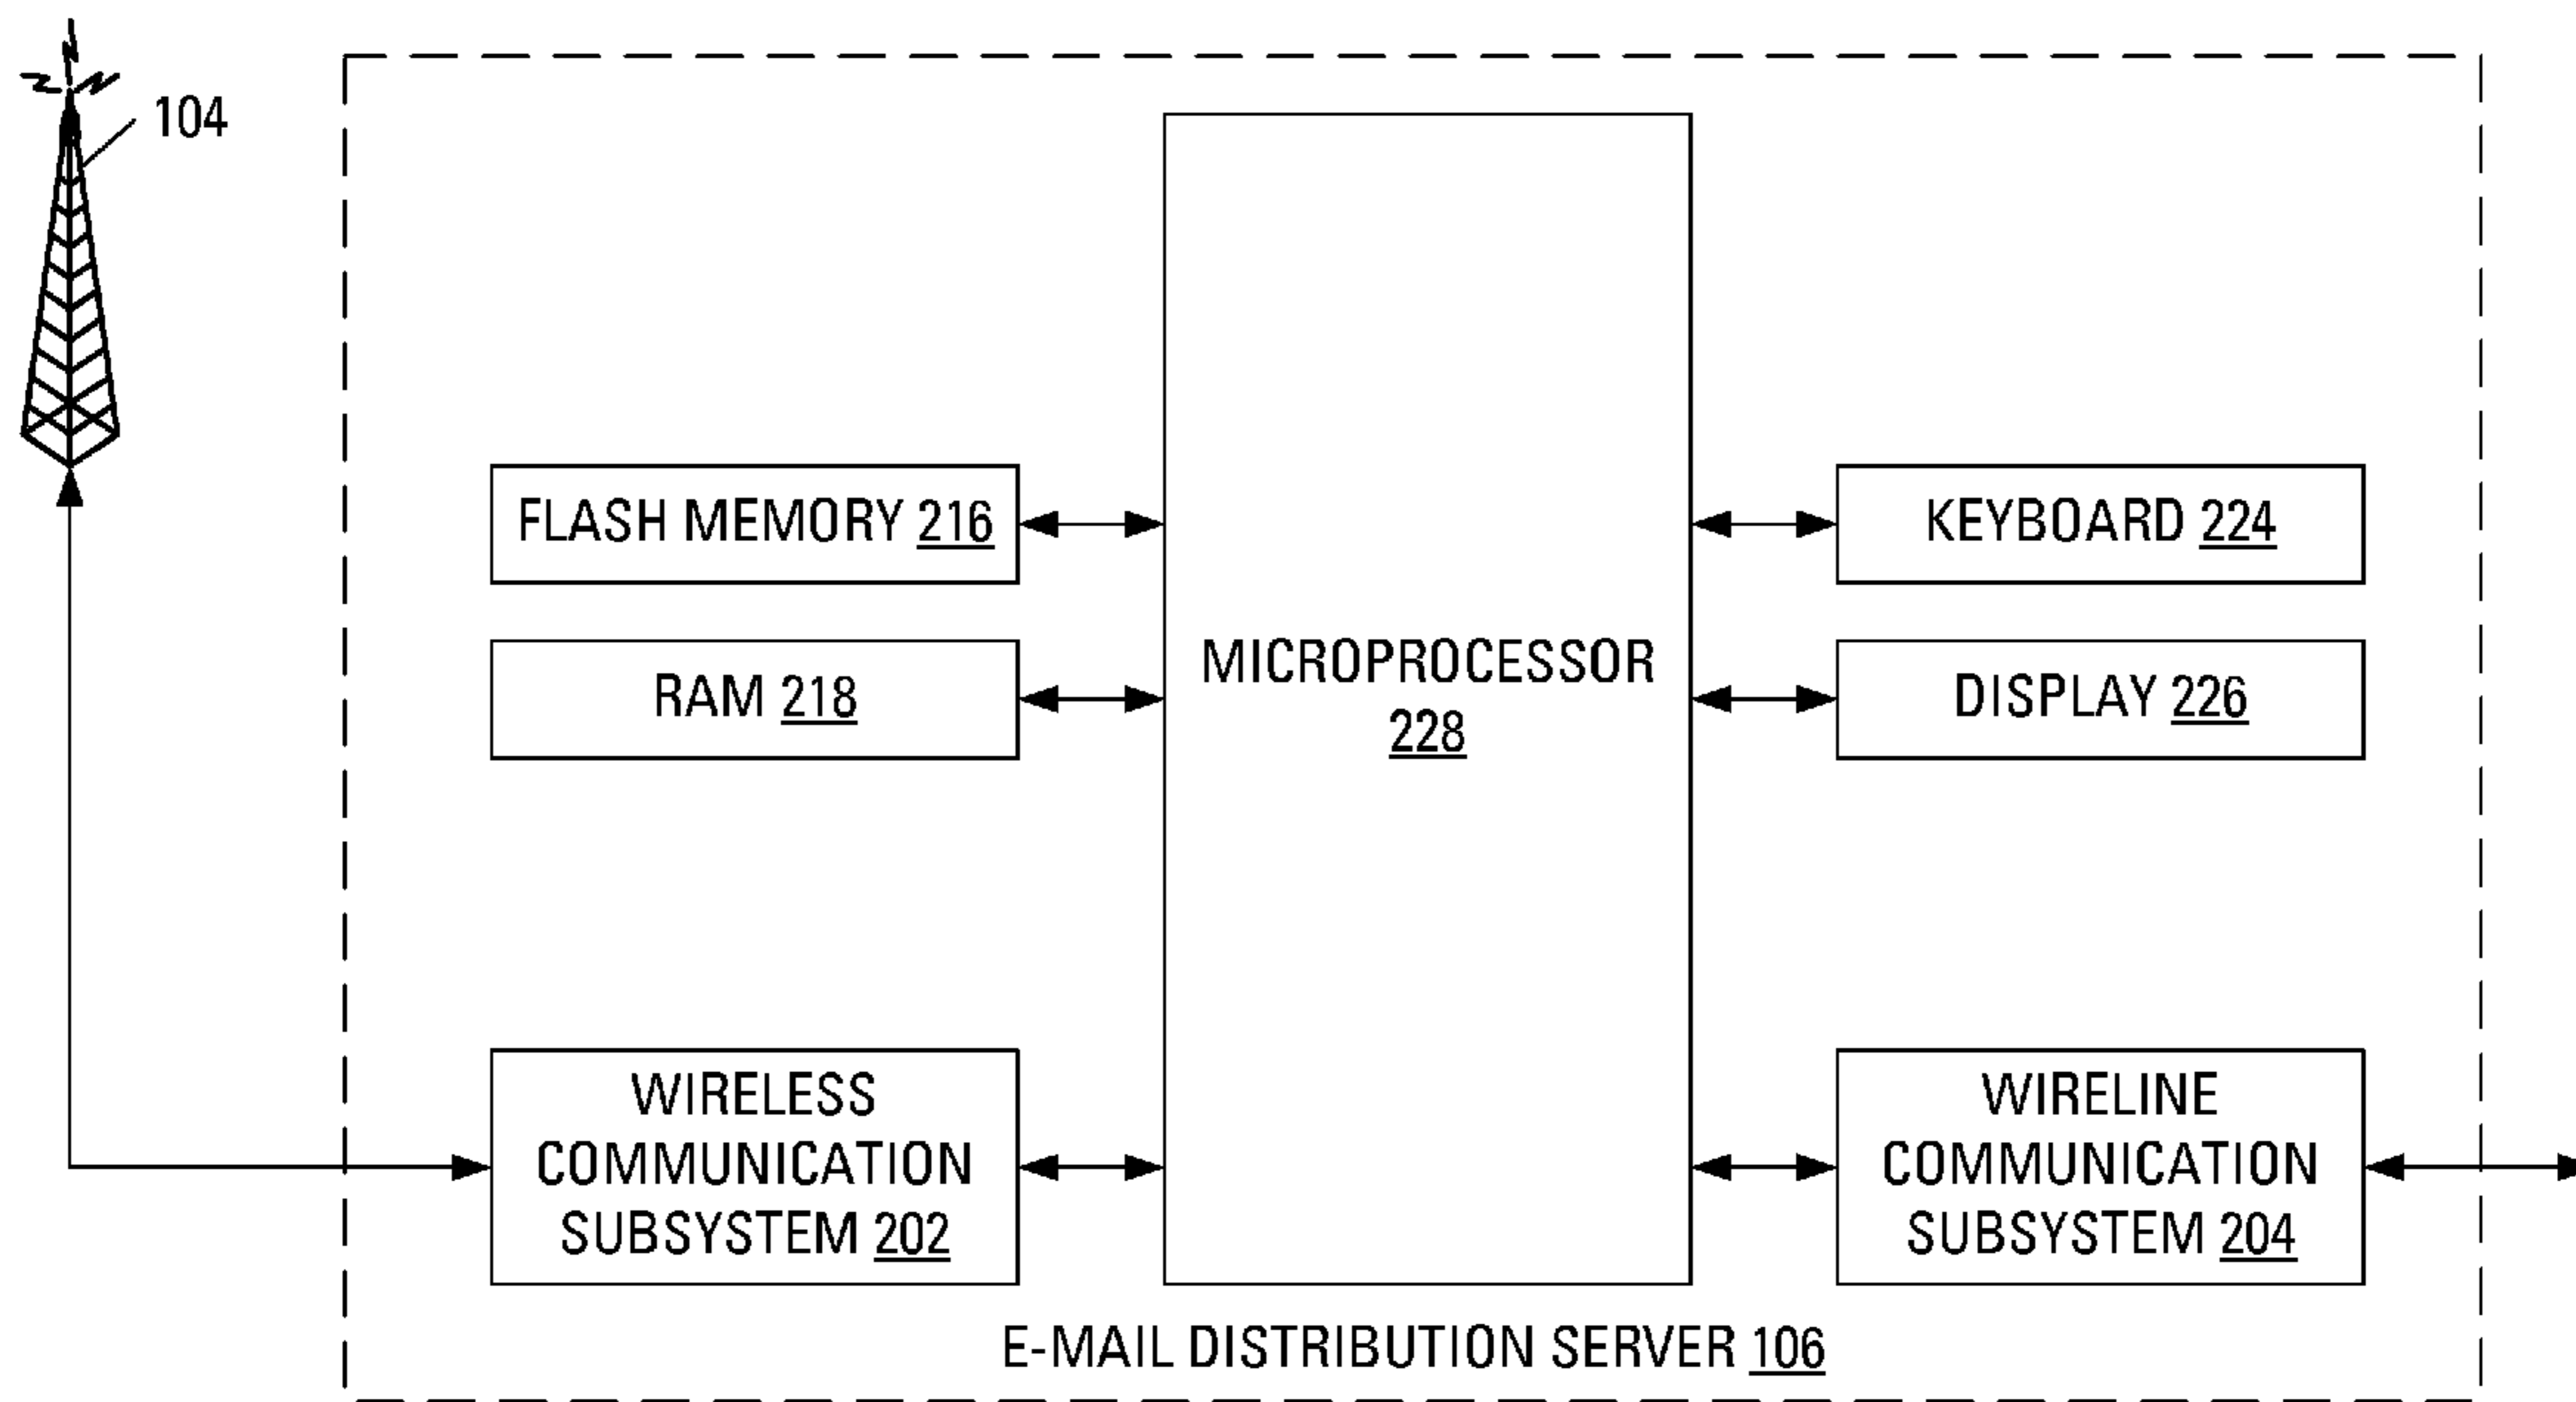 104
FLASH MEMORY 216
KEYBOARD 224
MICROPROCESSOR
228
RAM 218
DISPLAY 226
WIRELESS
COMMUNICATION
SUBSYSTEM 202
WIRELINE
COMMUNICATION
SUBSYSTEM 204
E-MAIL DISTRIBUTION SERVER 106